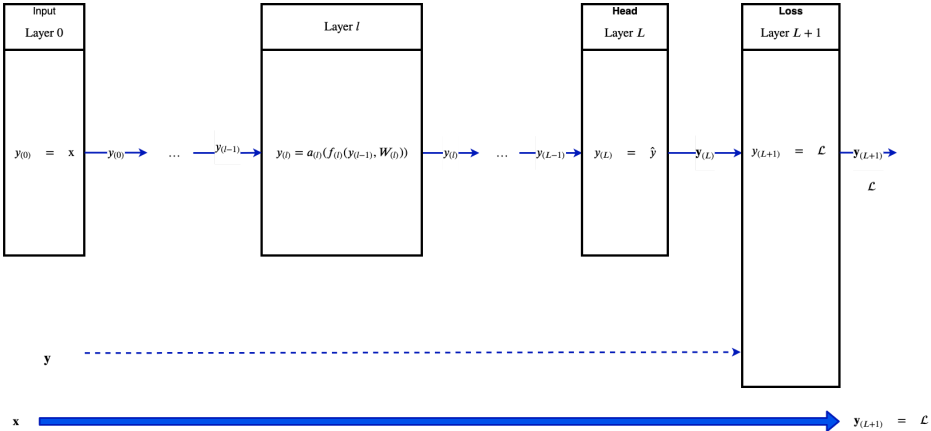 Input
Layer 0
y(0) = x
y(0)
...
y(l−1)
Layer l
y(l) = a(l)(f(l)(y(l−1), W(l)))
y(l)
...
y(L−1)
Head
Layer L
y(L) = ŷ
y(L)
Loss
Layer L + 1
y(L+1) = ℒ
y(L+1)
ℒ
y
x
y(L+1) = ℒ